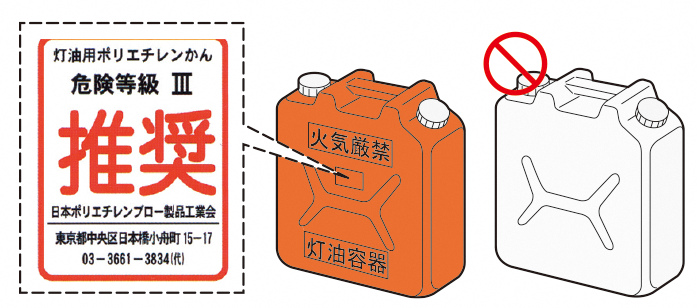 灯油用ポリエチレンかん
危険等級 Ⅲ
推奨
日本ポリエチレンブロー製品工業会
東京都中央区日本橋小舟町15−17
03−3661−3834(代)
火気厳禁
灯油容器